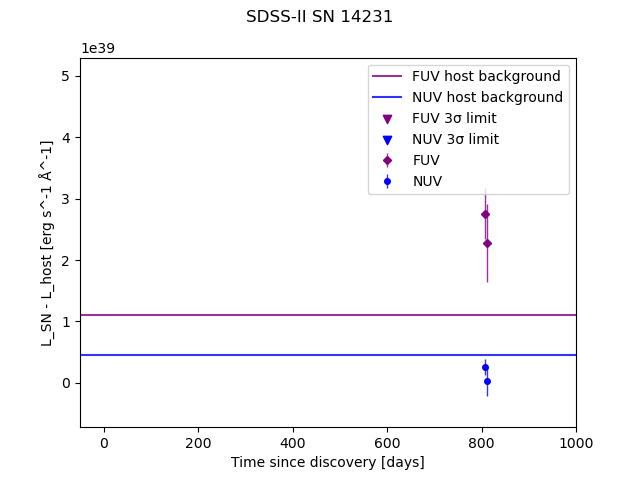 SDSS-II SN 14231
1e39
5
4
3
2
1
0
L_SN - L_host [erg s^-1 Å^-1]
FUV host background
NUV host background
FUV 3σ limit
NUV 3σ limit
FUV
NUV
0 200 400 600 800 1000
Time since discovery [days]